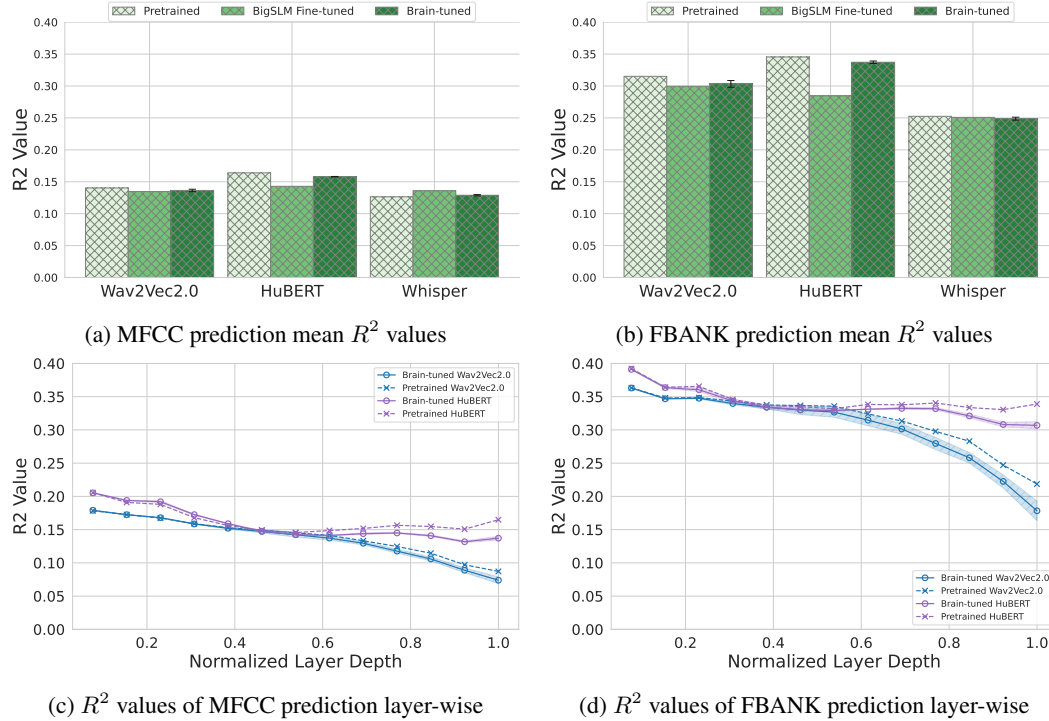 Pretrained BigSLM Fine-tuned Brain-tuned
0.40
0.35
0.30
0.25
0.20
0.15
0.10
0.05
0.00
R2 Value
Wav2Vec2.0 HuBERT Whisper
(a) MFCC prediction mean R² values
Pretrained BigSLM Fine-tuned Brain-tuned
0.40
0.35
0.30
0.25
0.20
0.15
0.10
0.05
0.00
R2 Value
Wav2Vec2.0 HuBERT Whisper
(b) FBANK prediction mean R² values
0.40
0.35
0.30
0.25
0.20
0.15
0.10
0.05
0.00
R2 Value
Brain-tuned Wav2Vec2.0
Pretrained Wav2Vec2.0
Brain-tuned HuBERT
Pretrained HuBERT
0.2 0.4 0.6 0.8 1.0
Normalized Layer Depth
(c) R² values of MFCC prediction layer-wise
0.40
0.35
0.30
0.25
0.20
0.15
0.10
0.05
0.00
R2 Value
Brain-tuned Wav2Vec2.0
Pretrained Wav2Vec2.0
Brain-tuned HuBERT
Pretrained HuBERT
0.2 0.4 0.6 0.8 1.0
Normalized Layer Depth
(d) R² values of FBANK prediction layer-wise